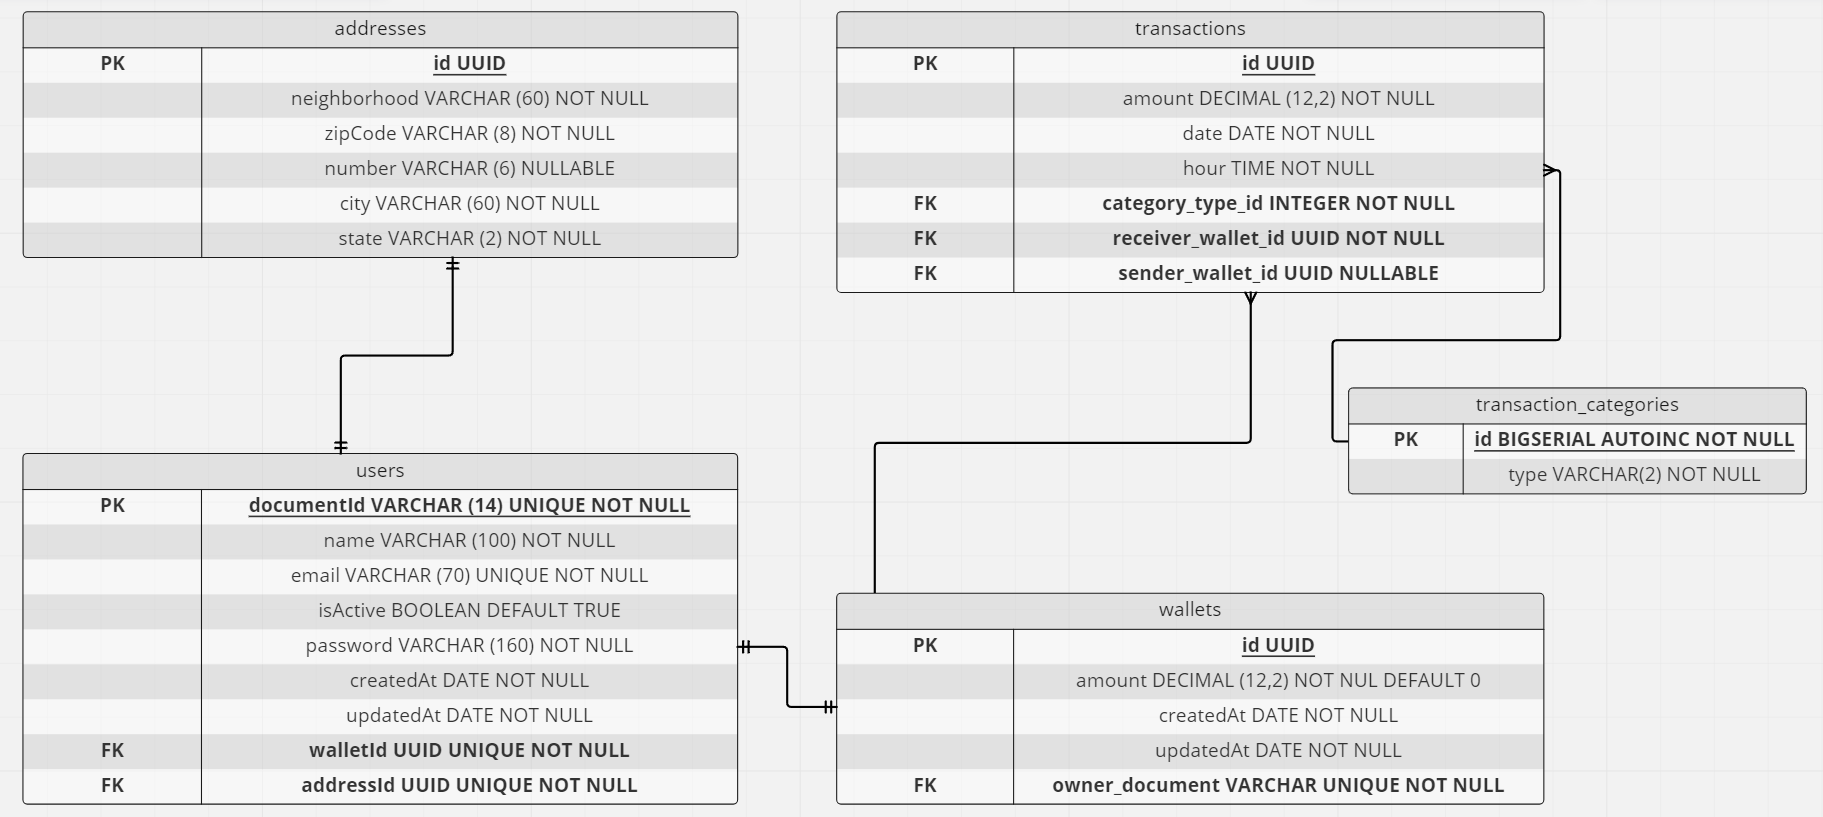 addresses
PK id UUID
neighborhood VARCHAR (60) NOT NULL
zipCode VARCHAR (8) NOT NULL
number VARCHAR (6) NULLABLE
city VARCHAR (60) NOT NULL
state VARCHAR (2) NOT NULL
transactions
PK id UUID
amount DECIMAL (12,2) NOT NULL
date DATE NOT NULL
hour TIME NOT NULL
FK category_type_id INTEGER NOT NULL
FK receiver_wallet_id UUID NOT NULL
FK sender_wallet_id UUID NULLABLE
transaction_categories
PK id BIGSERIAL AUTOINC NOT NULL
type VARCHAR(2) NOT NULL
users
PK documentId VARCHAR (14) UNIQUE NOT NULL
name VARCHAR (100) NOT NULL
email VARCHAR (70) UNIQUE NOT NULL
isActive BOOLEAN DEFAULT TRUE
password VARCHAR (160) NOT NULL
createdAt DATE NOT NULL
updatedAt DATE NOT NULL
FK walletId UUID UNIQUE NOT NULL
FK addressId UUID UNIQUE NOT NULL
wallets
PK id UUID
amount DECIMAL (12,2) NOT NUL DEFAULT 0
createdAt DATE NOT NULL
updatedAt DATE NOT NULL
FK owner_document VARCHAR UNIQUE NOT NULL